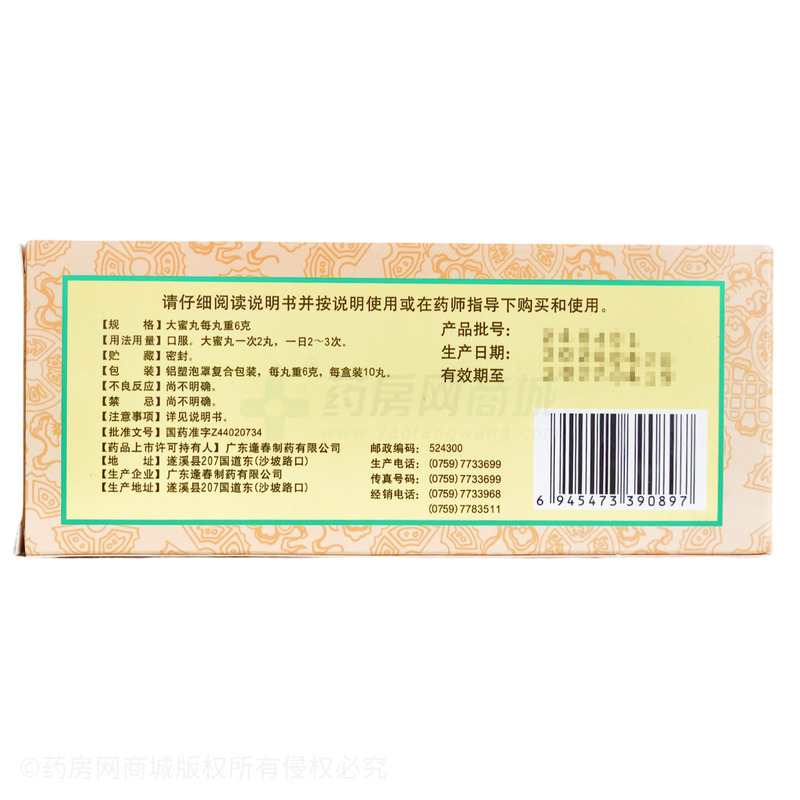 请仔细阅读说明书并按说明使用或在药师指导下购买和使用。
【规 格】大蜜丸每丸重6克
【用法用量】口服。大蜜丸一次2丸，一日2～3次。
【贮 藏】密封。
【包 装】铝塑泡罩复合包装，每丸重6克，每盒装10丸。
【不良反应】尚不明确。
【禁 忌】尚不明确。
【注意事项】详见说明书。
【批准文号】国药准字Z44020734
【药品上市许可持有人】广东逢春制药有限公司
【地 址】遂溪县207国道东(沙坡路口)
【生产企业】广东逢春制药有限公司
【生产地址】遂溪县207国道东(沙坡路口)
产品批号：
生产日期：
有效期至
邮政编码：524300
生产电话：(0759)7733699
传真号码：(0759)7733699
经销电话：(0759)7733968
(0759)7783511
6 945473 390897
药房网商城
www.yaofangwang.com
©药房网商城版权所有侵权必究